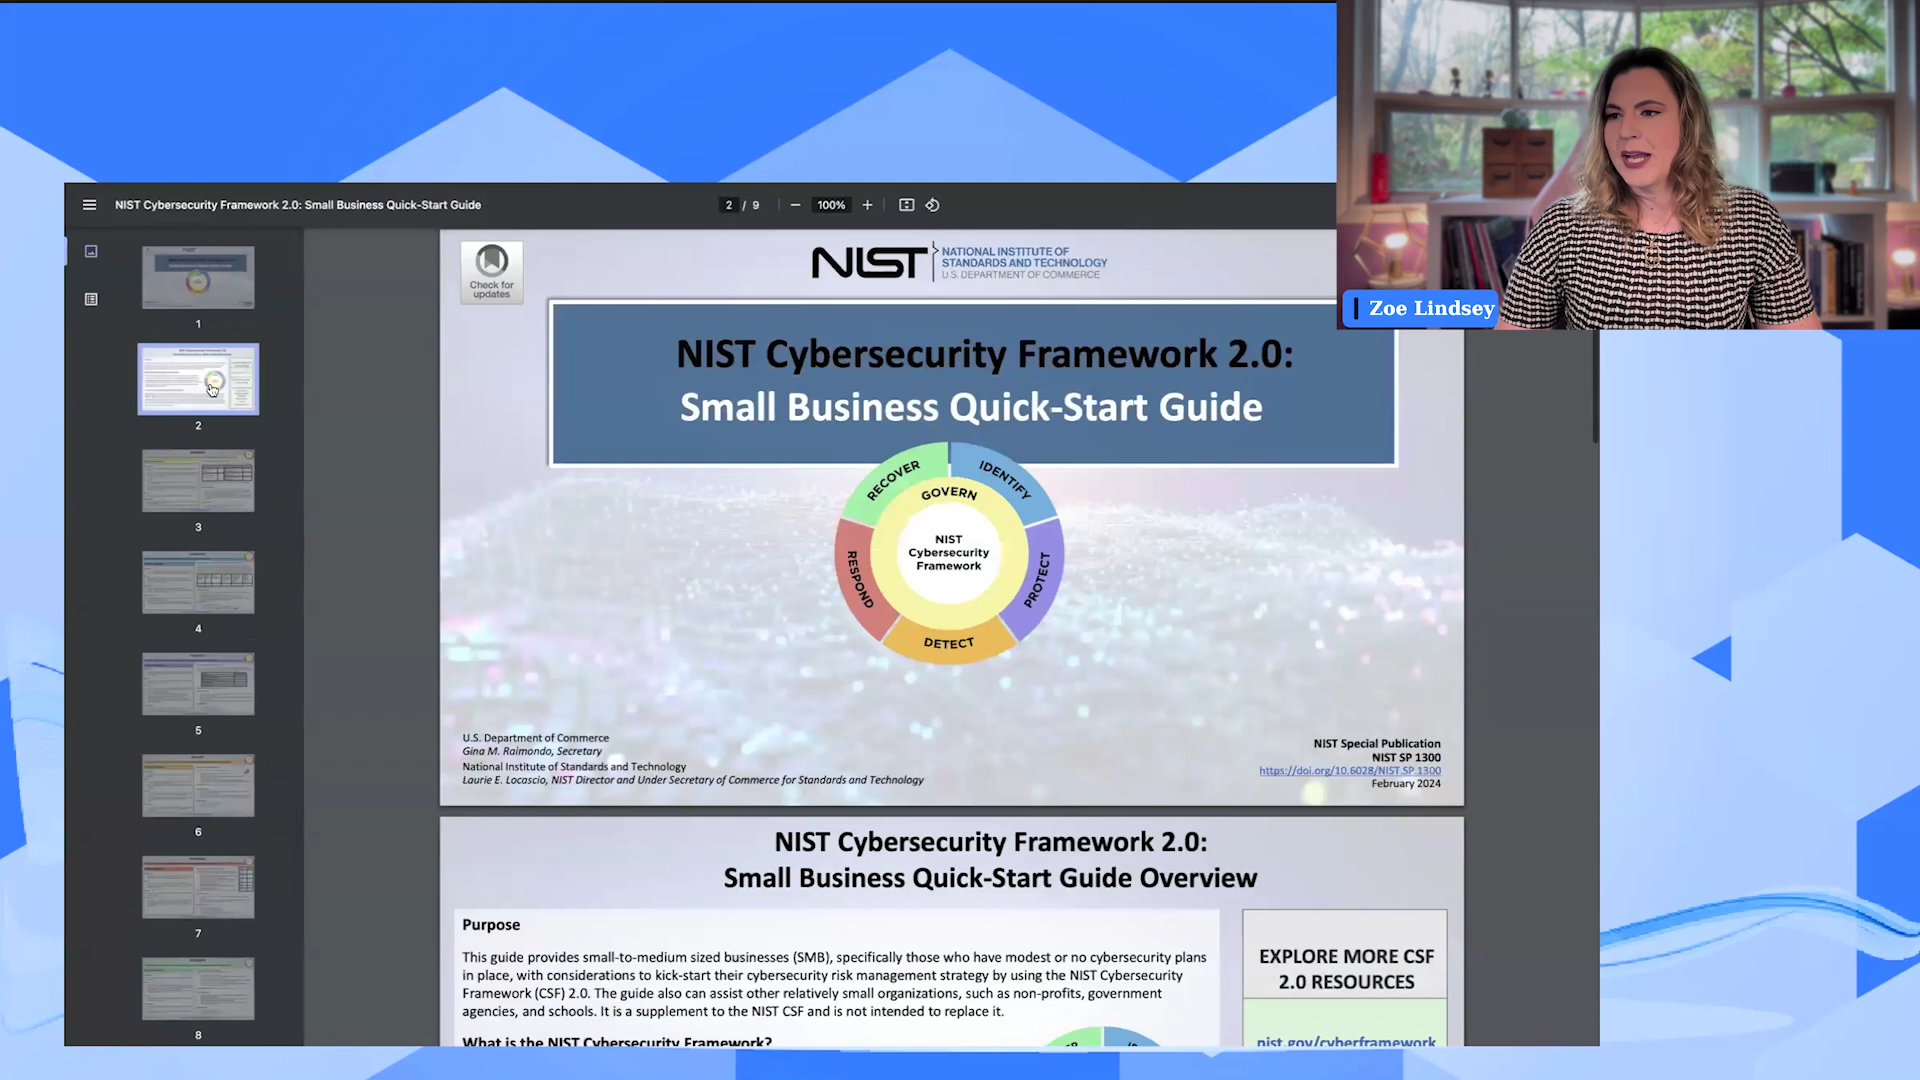 NIST Cybersecurity Framework 2.0: Small Business Quick-Start Guide
2 / 9
100%
1
2
3
4
5
6
7
8
Check for
updates
NIST
NATIONAL INSTITUTE OF
STANDARDS AND TECHNOLOGY
U.S. DEPARTMENT OF COMMERCE
NIST Cybersecurity Framework 2.0:
Small Business Quick-Start Guide
RECOVER
IDENTIFY
GOVERN
NIST
Cybersecurity
Framework
RESPOND
PROTECT
DETECT
U.S. Department of Commerce
Gina M. Raimondo, Secretary
National Institute of Standards and Technology
Laurie E. Locascio, NIST Director and Under Secretary of Commerce for Standards and Technology
NIST Special Publication
NIST SP 1300
https://doi.org/10.6028/NIST.SP.1300
February 2024
NIST Cybersecurity Framework 2.0:
Small Business Quick-Start Guide Overview
Purpose
This guide provides small-to-medium sized businesses (SMB), specifically those who have modest or no cybersecurity plans
in place, with considerations to kick-start their cybersecurity risk management strategy by using the NIST Cybersecurity
Framework (CSF) 2.0. The guide also can assist other relatively small organizations, such as non-profits, government
agencies, and schools. It is a supplement to the NIST CSF and is not intended to replace it.
What is the NIST Cybersecurity Framework?
EXPLORE MORE CSF
2.0 RESOURCES
nist.gov/cyberframework
Zoe Lindsey